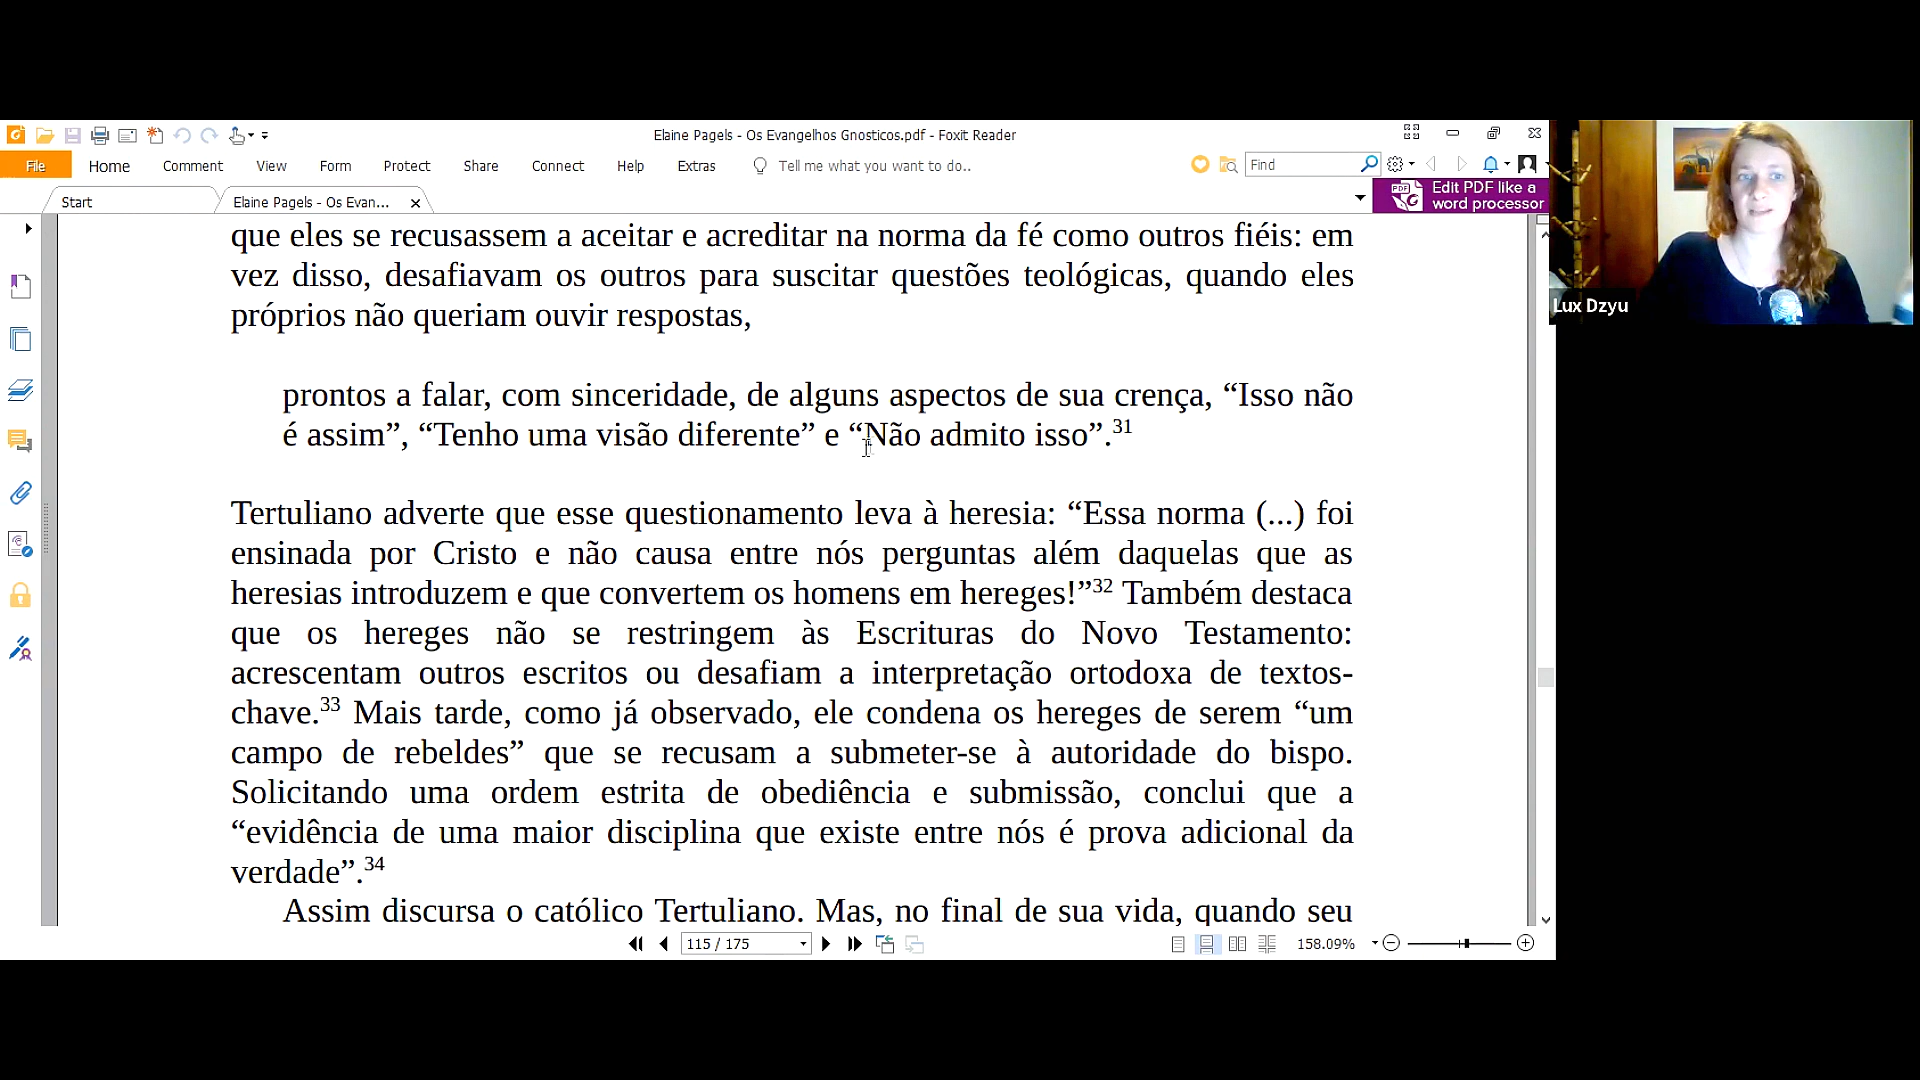 Elaine Pagels - Os Evangelhos Gnosticos.pdf - Foxit Reader
File Home Comment View Form Protect Share Connect Help Extras Tell me what you want to do.. Find
Start Elaine Pagels - Os Evan... Edit PDF like a
word processor
que eles se recusassem a aceitar e acreditar na norma da fé como outros fiéis: em
vez disso, desafiavam os outros para suscitar questões teológicas, quando eles
próprios não queriam ouvir respostas,
prontos a falar, com sinceridade, de alguns aspectos de sua crença, “Isso não
é assim”, “Tenho uma visão diferente” e “Não admito isso”.31
Tertuliano adverte que esse questionamento leva à heresia: “Essa norma (...) foi
ensinada por Cristo e não causa entre nós perguntas além daquelas que as
heresias introduzem e que convertem os homens em hereges!”32 Também destaca
que os hereges não se restringem às Escrituras do Novo Testamento:
acrescentam outros escritos ou desafiam a interpretação ortodoxa de textos-
chave.33 Mais tarde, como já observado, ele condena os hereges de serem “um
campo de rebeldes” que se recusam a submeter-se à autoridade do bispo.
Solicitando uma ordem estrita de obediência e submissão, conclui que a
“evidência de uma maior disciplina que existe entre nós é prova adicional da
verdade”.34
Assim discursa o católico Tertuliano. Mas, no final de sua vida, quando seu
115 / 175 158.09%
Lux Dzyu